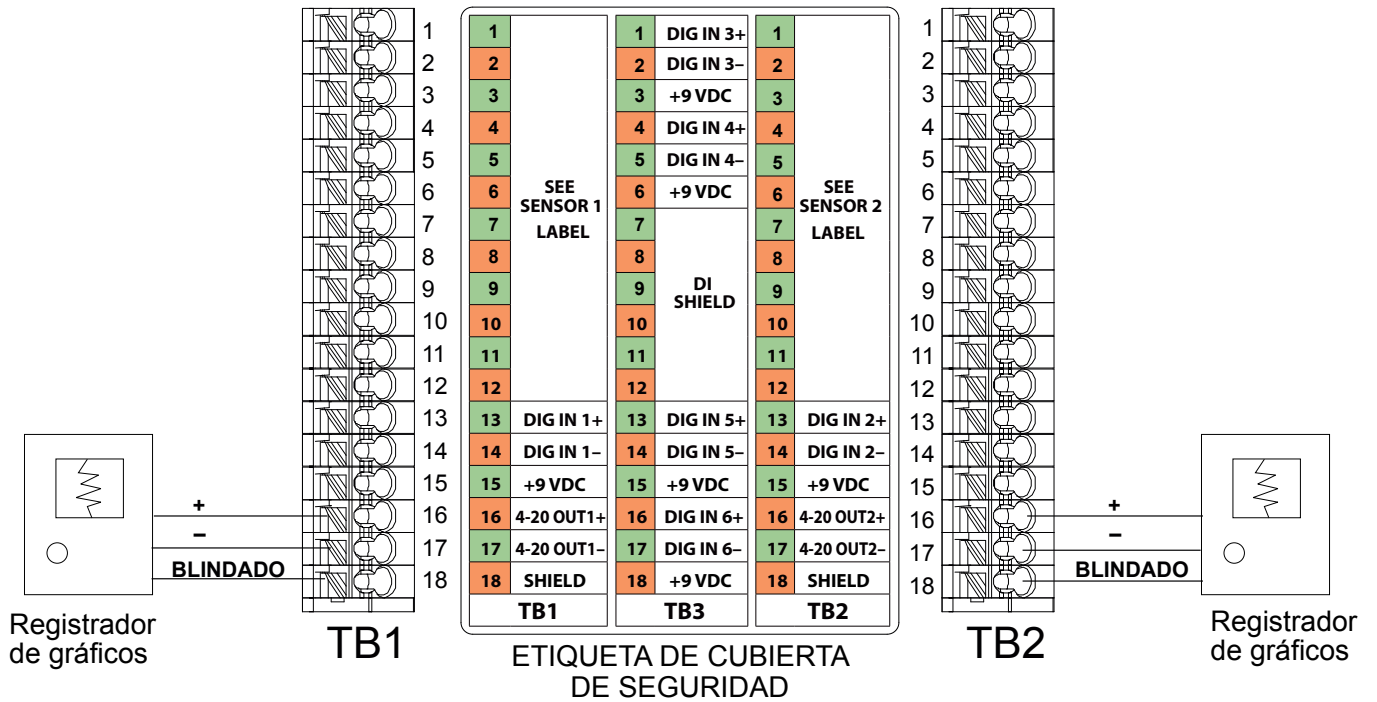 1
2
3
4
5
6
7
8
9
10
11
12
13
14
15
16
17
18
TB1
+
–
BLINDADO
Registrador
de gráficos
1
2
3
4
5
6
7
8
9
10
11
12
13 DIG IN 1+
14 DIG IN 1–
15 +9 VDC
16 4-20 OUT1+
17 4-20 OUT1–
18 SHIELD
SEE
SENSOR 1
LABEL
TB1
1 DIG IN 3+
2 DIG IN 3–
3 +9 VDC
4 DIG IN 4+
5 DIG IN 4–
6 +9 VDC
7
8
9
10
11
12
DI
SHIELD
13 DIG IN 5+
14 DIG IN 5–
15 +9 VDC
16 DIG IN 6+
17 DIG IN 6–
18 +9 VDC
TB3
1
2
3
4
5
6
7
8
9
10
11
12
SEE
SENSOR 2
LABEL
13 DIG IN 2+
14 DIG IN 2–
15 +9 VDC
16 4-20 OUT2+
17 4-20 OUT2–
18 SHIELD
TB2
ETIQUETA DE CUBIERTA
DE SEGURIDAD
1
2
3
4
5
6
7
8
9
10
11
12
13
14
15
16
17
18
TB2
+
–
BLINDADO
Registrador
de gráficos